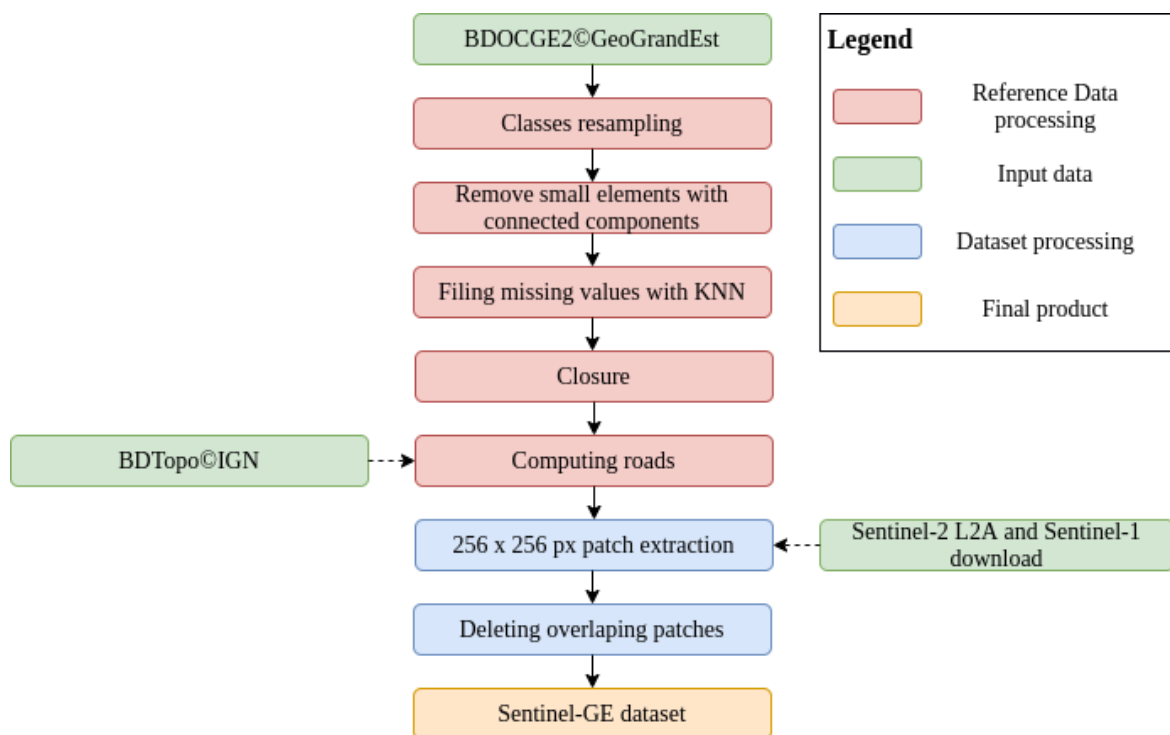 BDOCGE2©GeoGrandEst
Classes resampling
Remove small elements with
connected components
Filing missing values with KNN
Closure
BDTopo©IGN
Computing roads
256 x 256 px patch extraction
Sentinel-2 L2A and Sentinel-1
download
Deleting overlaping patches
Sentinel-GE dataset
Legend
Reference Data
processing
Input data
Dataset processing
Final product